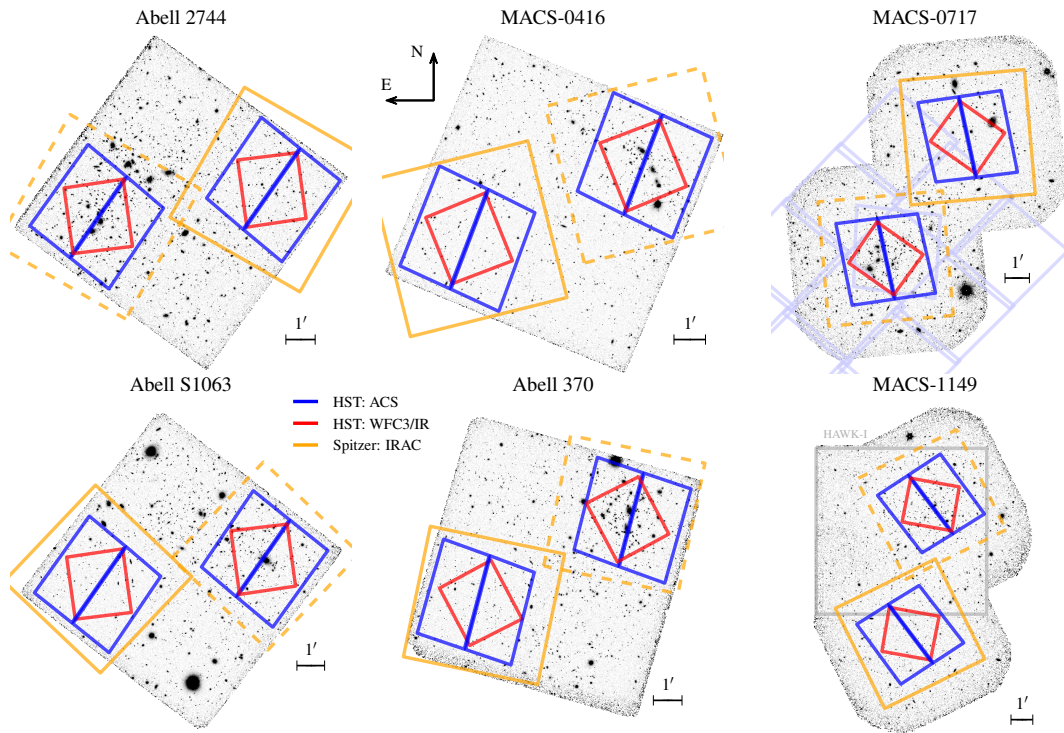 Abell 2744
MACS-0416
MACS-0717
N
E
1′
1′
1′
Abell S1063
Abell 370
MACS-1149
HST: ACS
HST: WFC3/IR
Spitzer: IRAC
HAWK-I
1′
1′
1′